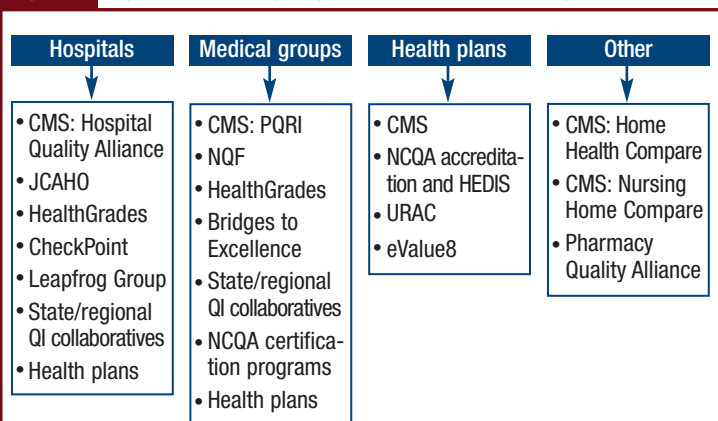 Hospitals
• CMS: Hospital
Quality Alliance
• JCAHO
• HealthGrades
• CheckPoint
• Leapfrog Group
• State/regional
QI collaboratives
• Health plans
Medical groups
• CMS: PQRI
• NQF
• HealthGrades
• Bridges to
Excellence
• State/regional
QI collaboratives
• NCQA certifica-
tion programs
• Health plans
Health plans
• CMS
• NCQA accredita-
tion and HEDIS
• URAC
• eValue8
Other
• CMS: Home
Health Compare
• CMS: Nursing
Home Compare
• Pharmacy
Quality Alliance